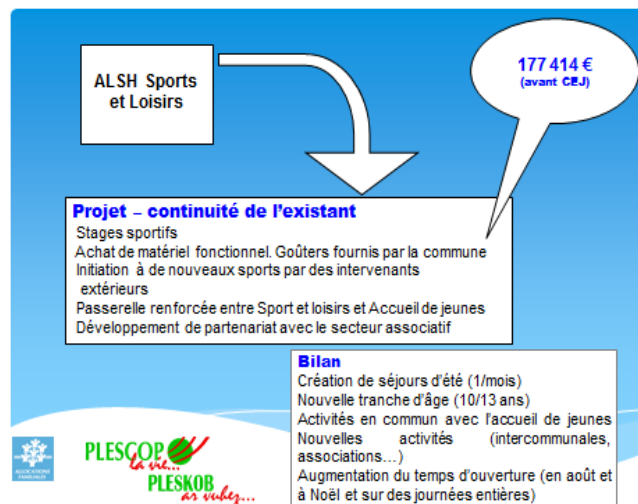 ALSH Sports
et Loisirs
177 414 €
(avant CEJ)
Projet – continuité de l'existant
Stages sportifs
Achat de matériel fonctionnel. Goûters fournis par la commune
Initiation à de nouveaux sports par des intervenants
extérieurs
Passerelle renforcée entre Sport et loisirs et Accueil de jeunes
Développement de partenariat avec le secteur associatif
Bilan
Création de séjours d'été (1/mois)
Nouvelle tranche d'âge (10/13 ans)
Activités en commun avec l'accueil de jeunes
Nouvelles activités (intercommunales,
associations…)
Augmentation du temps d'ouverture (en août et
à Noël et sur des journées entières)
ALLOCATIONS
FAMILIALES
PLESCOP
la vie...
PLESKOB
ar vuhez...